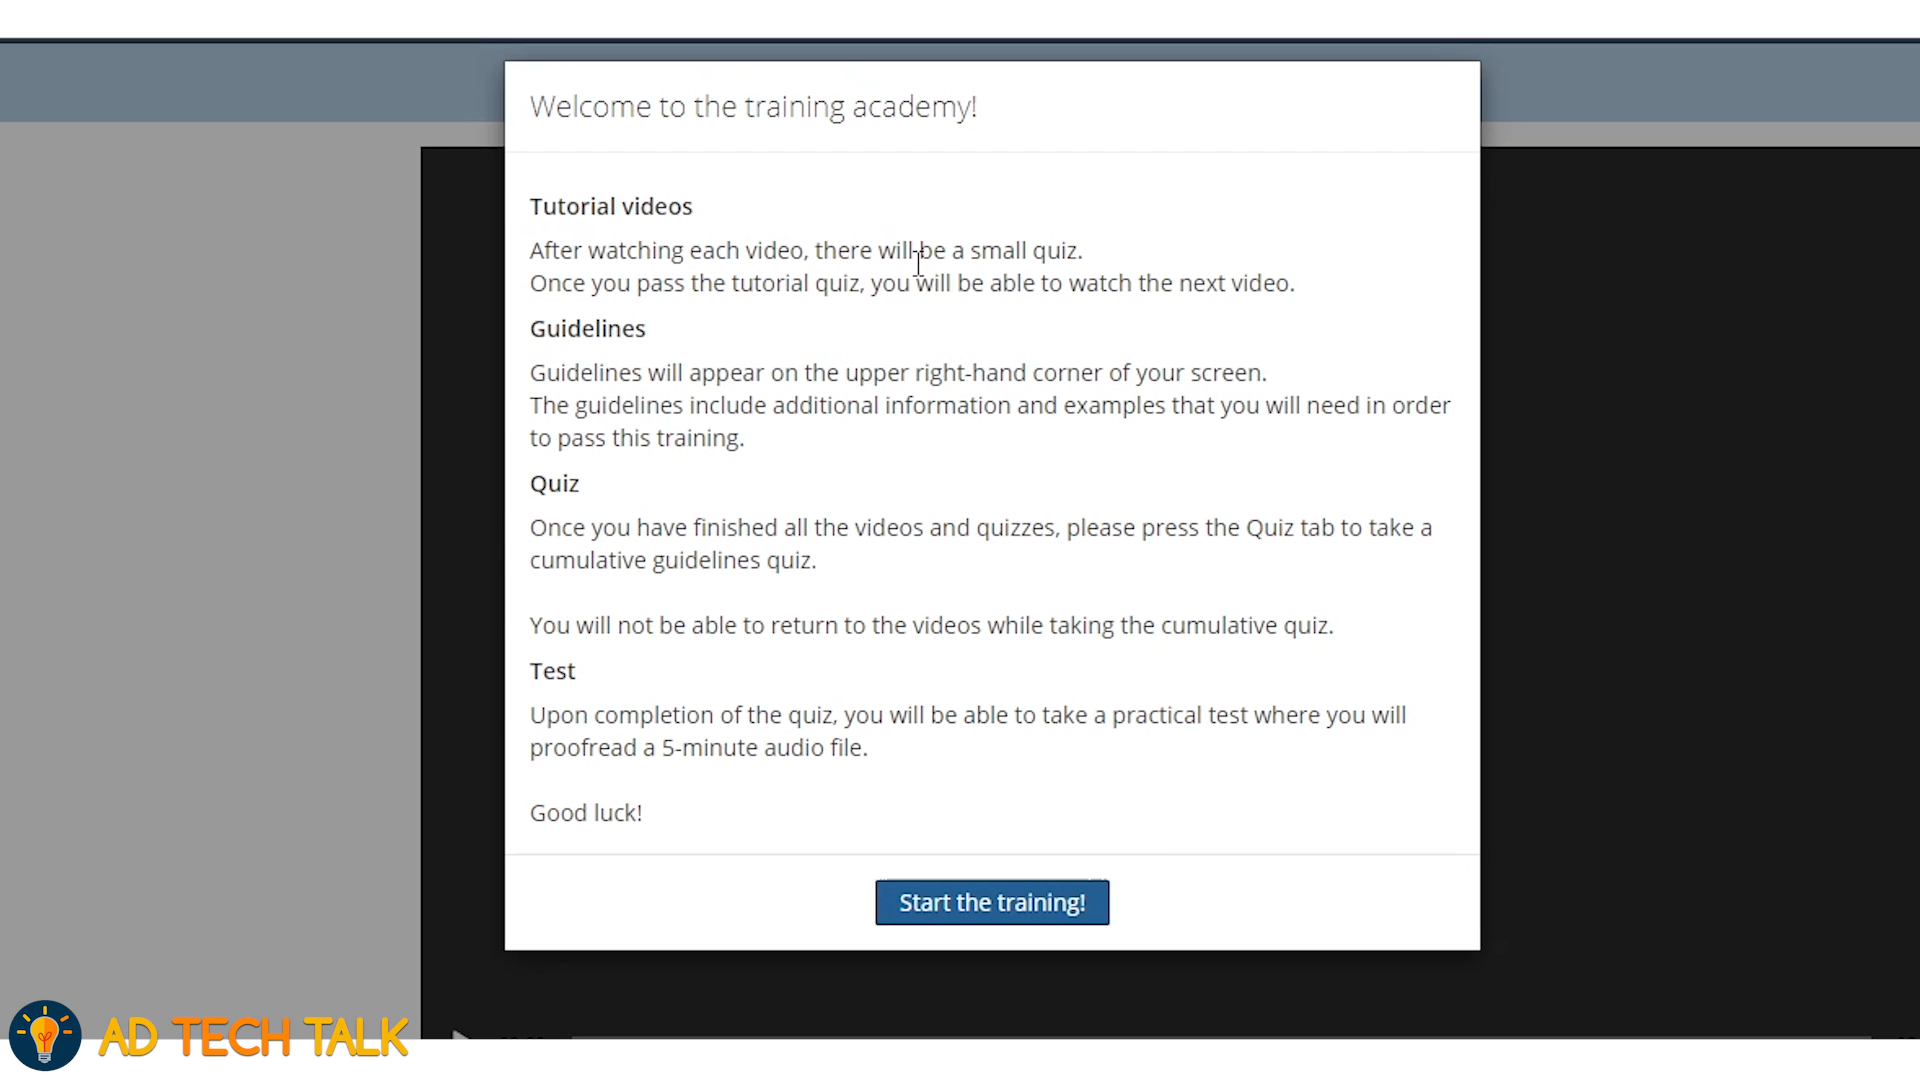 Welcome to the training academy!
Tutorial videos
After watching each video, there will be a small quiz.
Once you pass the tutorial quiz, you will be able to watch the next video.
Guidelines
Guidelines will appear on the upper right-hand corner of your screen.
The guidelines include additional information and examples that you will need in order
to pass this training.
Quiz
Once you have finished all the videos and quizzes, please press the Quiz tab to take a
cumulative guidelines quiz.
You will not be able to return to the videos while taking the cumulative quiz.
Test
Upon completion of the quiz, you will be able to take a practical test where you will
proofread a 5-minute audio file.
Good luck!
Start the training!
AD TECH TALK